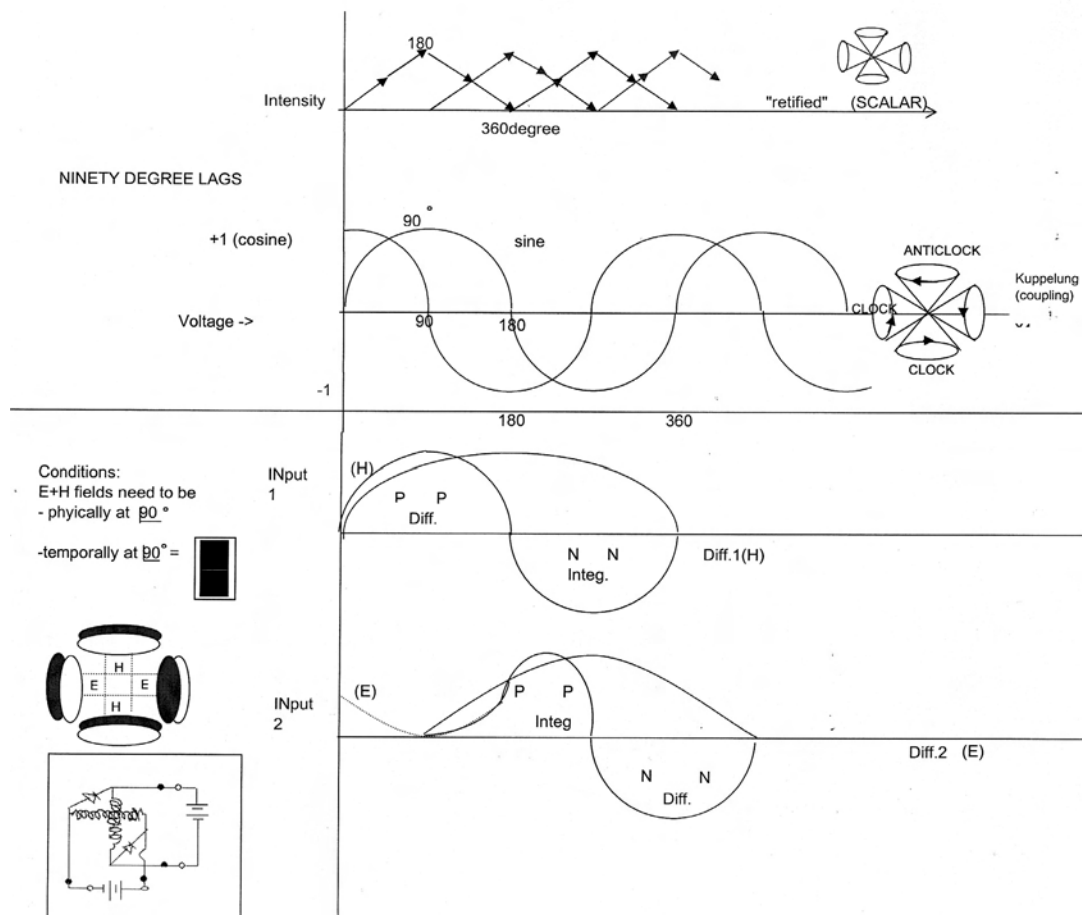 180
Intensity
"retified"
(SCALAR)
360degree
NINETY DEGREE LAGS
90°
+1 (cosine)
sine
ANTICLOCK
Kuppelung
(coupling)
CLOCK
Voltage ->
90
180
CLOCK
-1
180
360
Conditions:
E+H fields need to be
- phyically at 90 °
-temporally at 90° =
INput
1
(H)
P P
Diff.
N N
Integ.
Diff.1(H)
H
E E
H
INput
2
(E)
P P
Integ
Diff.2 (E)
N N
Diff.